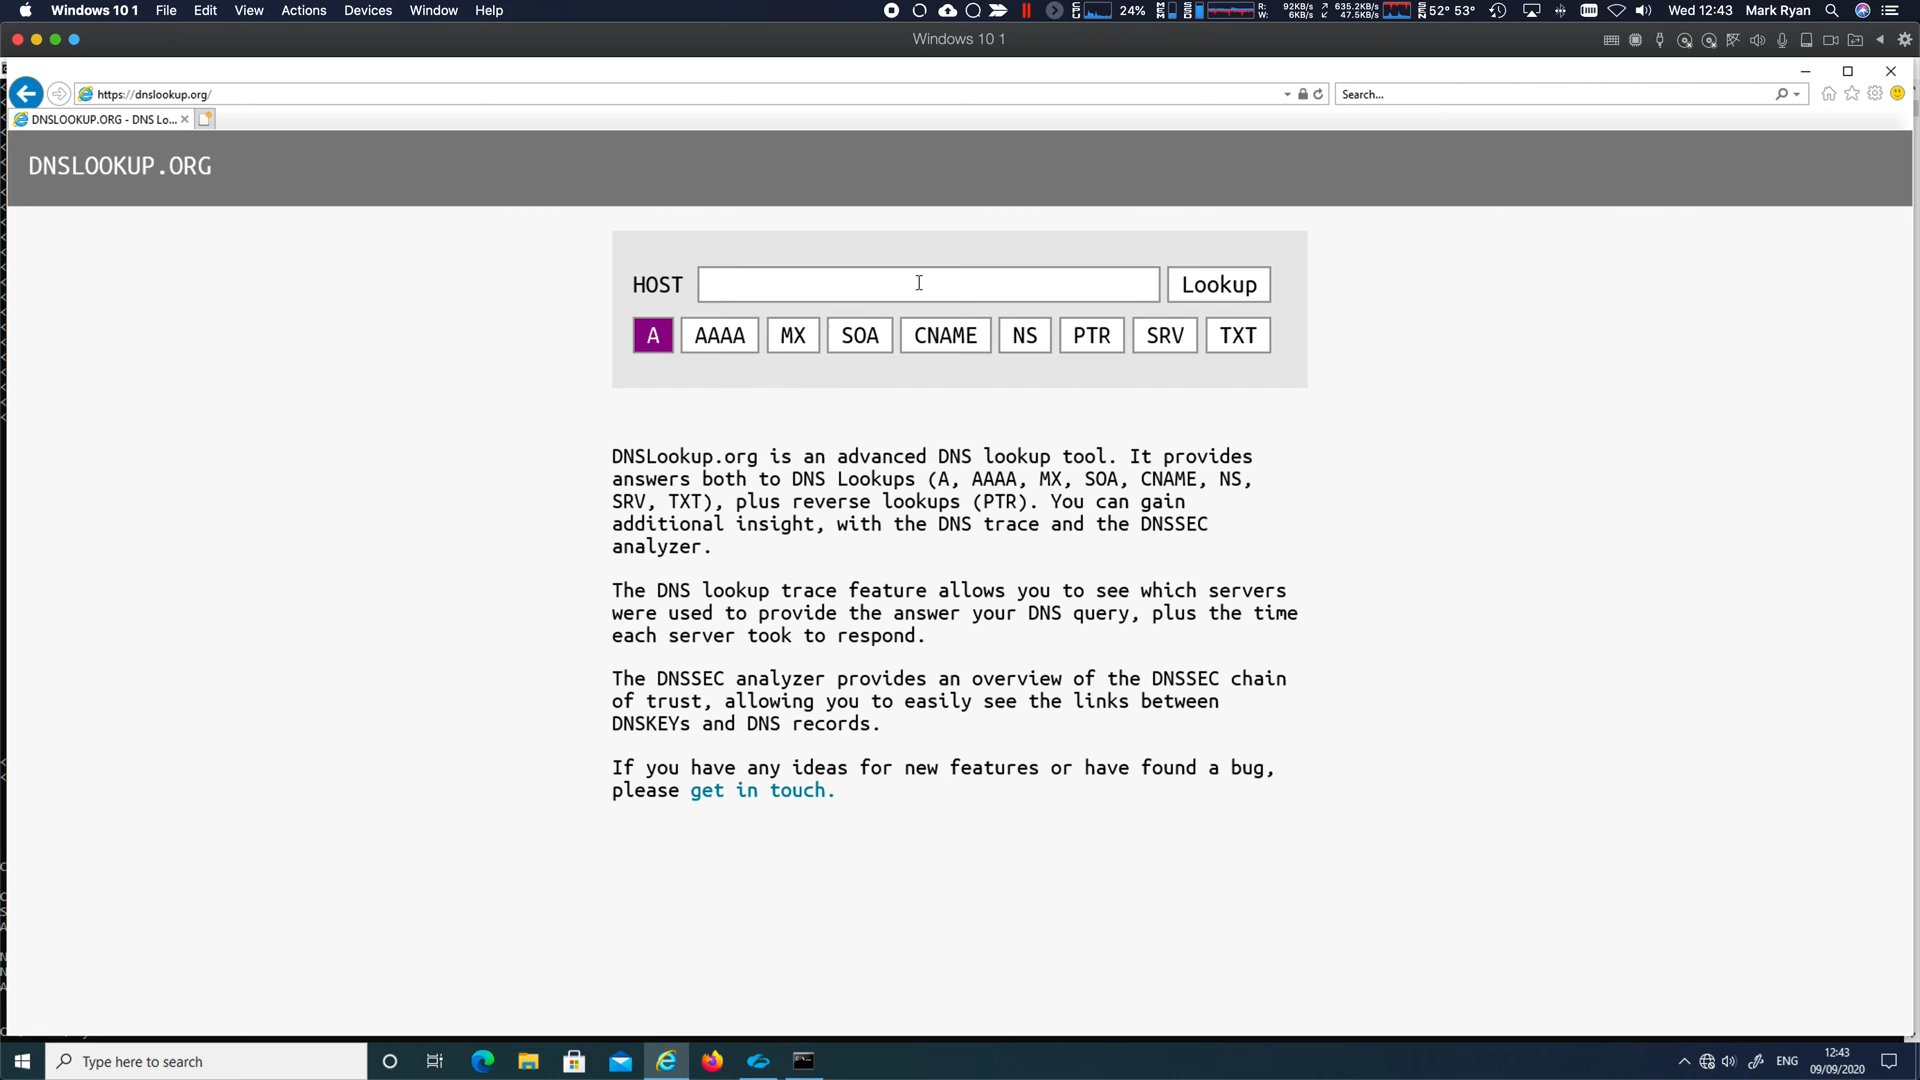 Windows 10 1 File Edit View Actions Devices Window Help 24% R: 92KB/s W: 6KB/s 635.2KB/s 47.5KB/s 52° 53° Wed 12:43 Mark Ryan
Windows 10 1
https://dnslookup.org/ Search...
DNSLOOKUP.ORG - DNS Lo...
DNSLOOKUP.ORG
HOST Lookup
A AAAA MX SOA CNAME NS PTR SRV TXT
DNSLookup.org is an advanced DNS lookup tool. It provides
answers both to DNS Lookups (A, AAAA, MX, SOA, CNAME, NS,
SRV, TXT), plus reverse lookups (PTR). You can gain
additional insight, with the DNS trace and the DNSSEC
analyzer.
The DNS lookup trace feature allows you to see which servers
were used to provide the answer your DNS query, plus the time
each server took to respond.
The DNSSEC analyzer provides an overview of the DNSSEC chain
of trust, allowing you to easily see the links between
DNSKEYs and DNS records.
If you have any ideas for new features or have found a bug,
please get in touch.
Type here to search ENG 12:43
09/09/2020